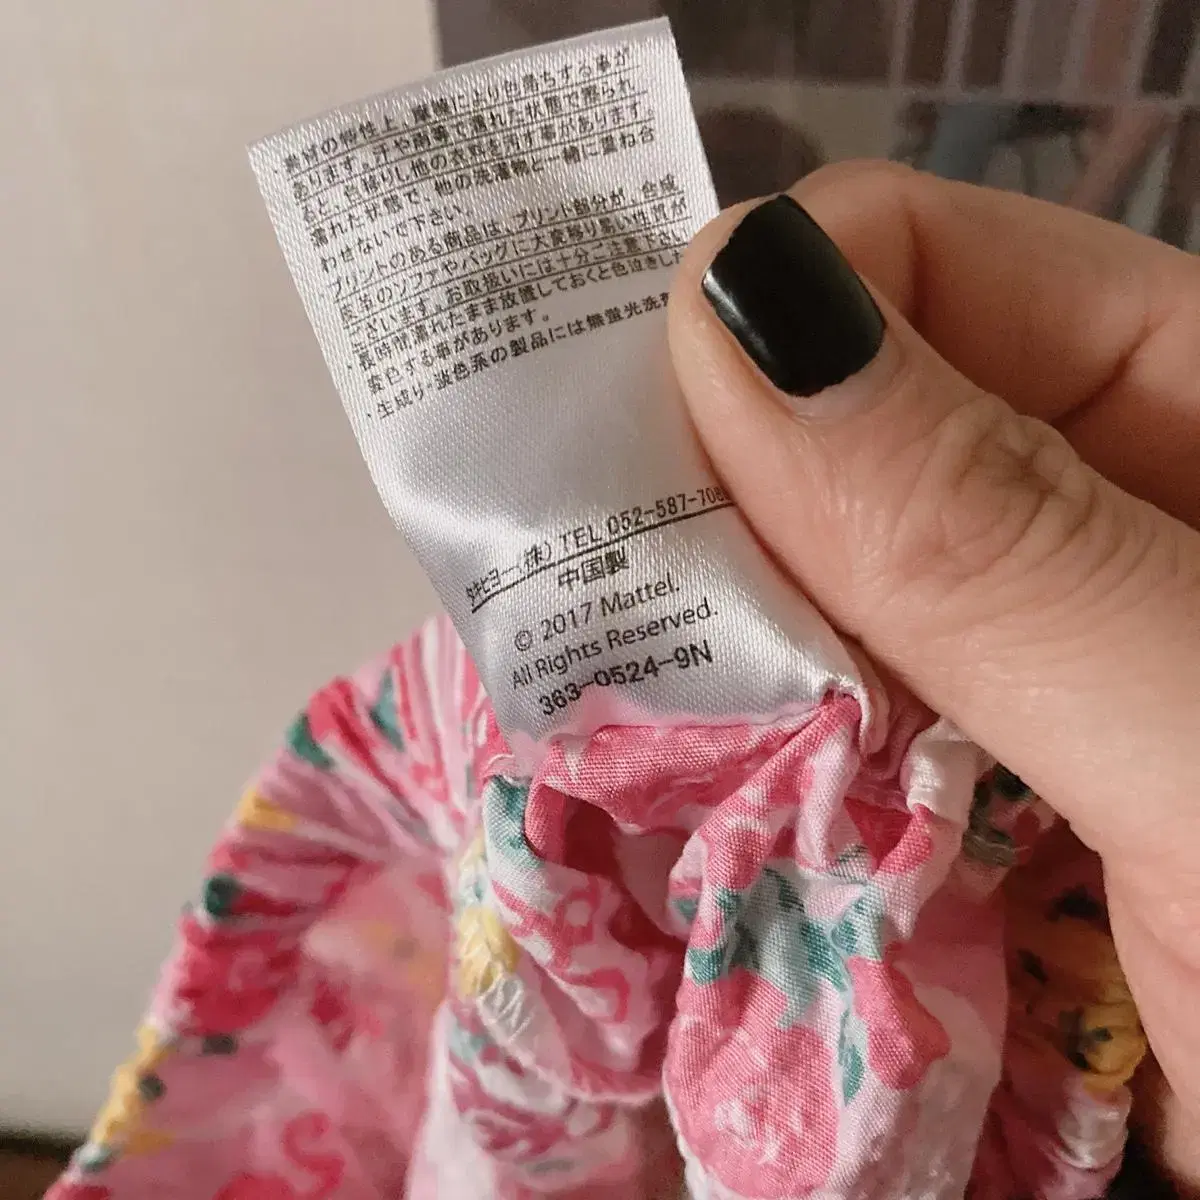 ・素材の特性上、摩擦により色落ちする事が
あります。汗や雨等で濡れた状態で擦られ
ると、色移りし他の衣類を汚す事があります。
濡れた状態で、他の洗濯物と一緒に重ね合
わせないで下さい。
・プリントのある商品は、プリント部分が、合成
皮革のソファやバッグに大変移り易い性質が
ございます。お取扱いには十分ご注意下さい
・長時間濡れたまま放置しておくと色泣きした
変色する事があります。
・生成り・淡色系の製品には無蛍光洗剤
タキヒヨー(株) TEL 052-587-708
中国製
© 2017 Mattel.
All Rights Reserved.
363-0524-9N